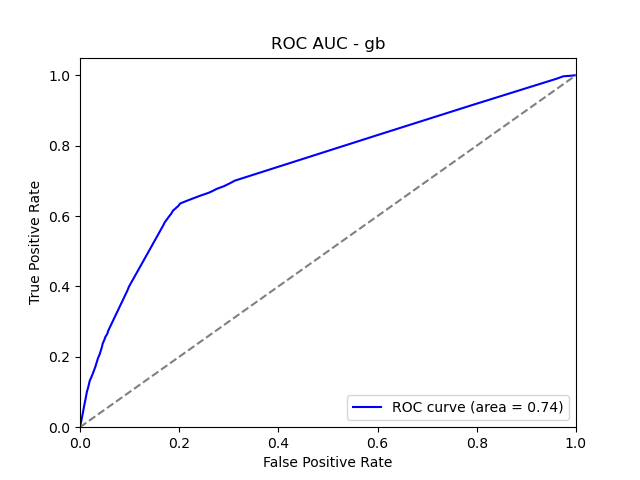 ROC AUC - gb
True Positive Rate
1.0
0.8
0.6
0.4
0.2
0.0
0.0 0.2 0.4 0.6 0.8 1.0
False Positive Rate
ROC curve (area = 0.74)